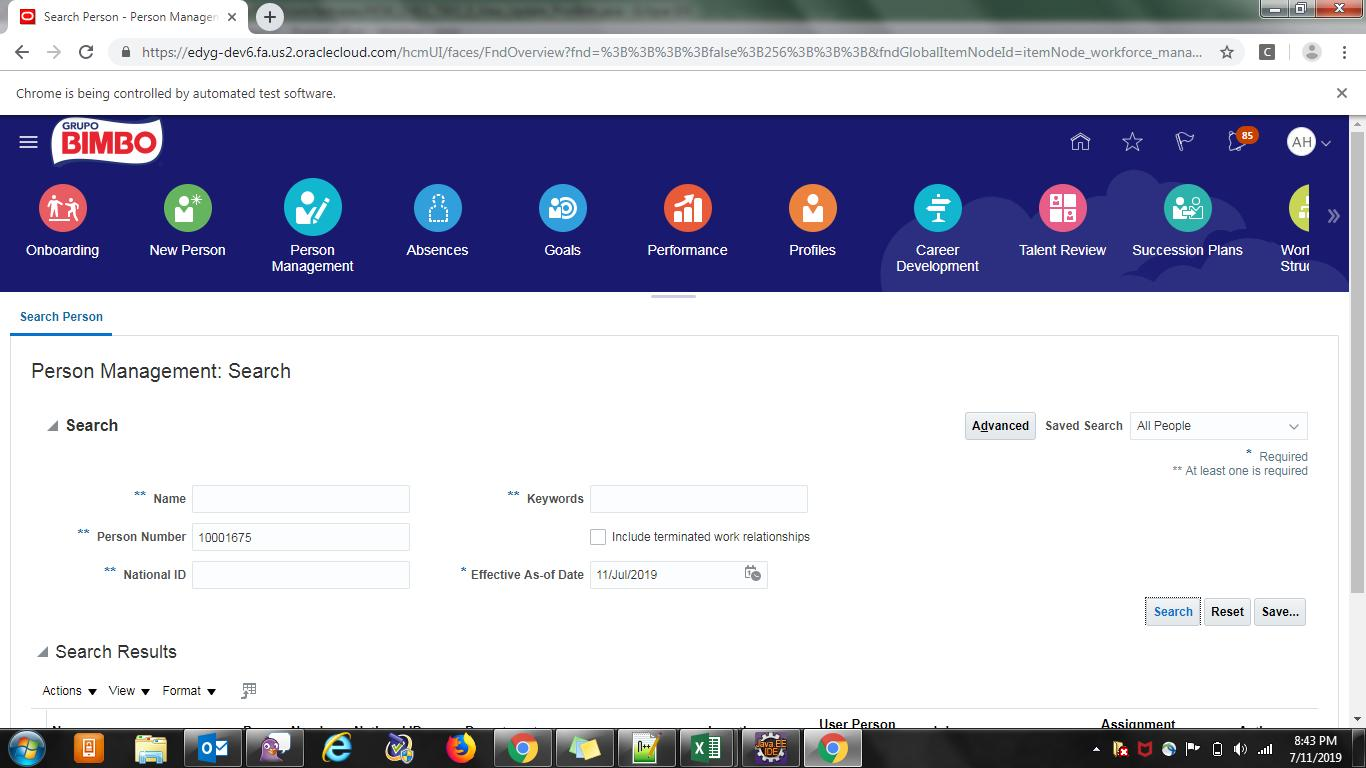 Search Person - Person Manager
https://edyg-dev6.fa.us2.oraclecloud.com/hcmUI/faces/FndOverview?fnd=%3B%3B%3B%3Bfalse%3B256%3B%3B%3B&fndGlobalItemNodeId=itemNode_workforce_mana...
C
Chrome is being controlled by automated test software.
GRUPO
BIMBO
85
AH
Onboarding
New Person
Person Management
Absences
Goals
Performance
Profiles
Career Development
Talent Review
Succession Plans
Search Person
Person Management: Search
Search
Advanced Saved Search All People
* Required
** At least one is required
** Name
** Keywords
** Person Number 10001675
Include terminated work relationships
** National ID
* Effective As-of Date 11/Jul/2019
Search Reset Save...
Search Results
Actions View Format
User Person
Assignment
8:43 PM
7/11/2019